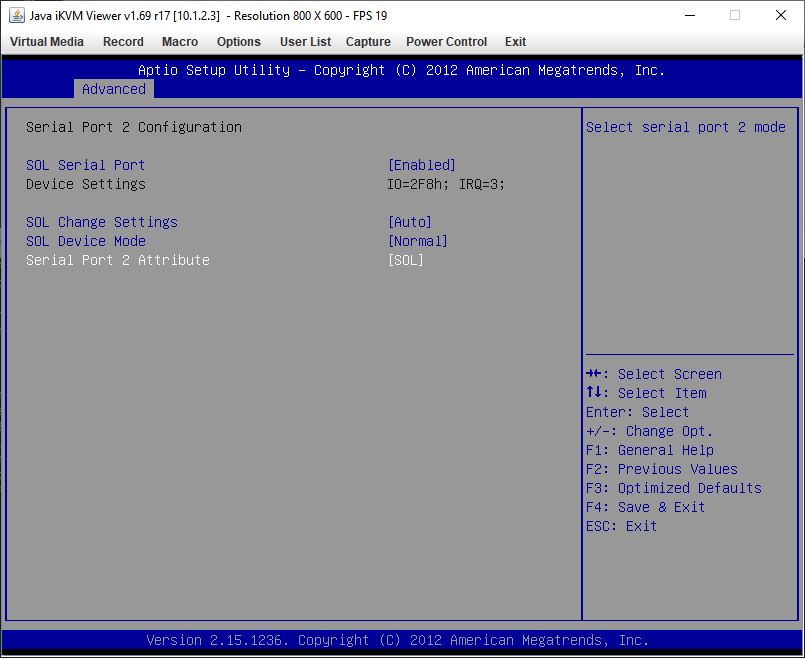 Java iKVM Viewer v1.69 r17 [10.1.2.3] - Resolution 800 X 600 - FPS 19
Virtual Media Record Macro Options User List Capture Power Control Exit
Aptio Setup Utility – Copyright (C) 2012 American Megatrends, Inc.
Advanced
Serial Port 2 Configuration
SOL Serial Port [Enabled]
Device Settings IO=2F8h; IRQ=3;
SOL Change Settings [Auto]
SOL Device Mode [Normal]
Serial Port 2 Attribute [SOL]
Select serial port 2 mode
→←: Select Screen
↑↓: Select Item
Enter: Select
+/-: Change Opt.
F1: General Help
F2: Previous Values
F3: Optimized Defaults
F4: Save & Exit
ESC: Exit
Version 2.15.1236. Copyright (C) 2012 American Megatrends, Inc.